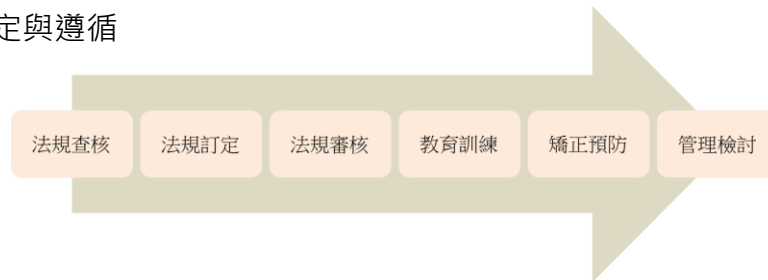 定與遵循
法規查核
法規訂定
法規審核
教育訓練
矯正預防
管理檢討